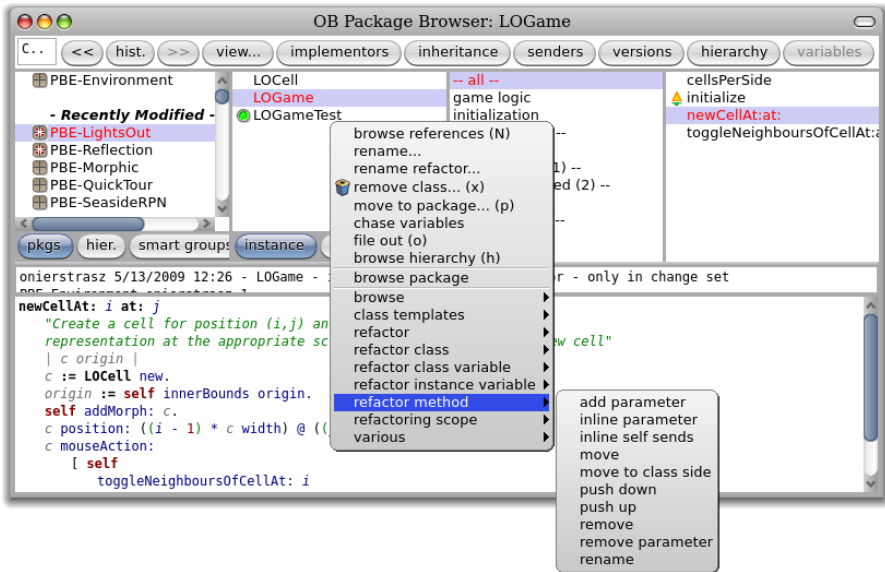 OB Package Browser: LOGame
C.. << hist. >> view... implementors inheritance senders versions hierarchy variables
PBE-Environment
- Recently Modified -
PBE-LightsOut
PBE-Reflection
PBE-Morphic
PBE-QuickTour
PBE-SeasideRPN
LOCell
LOGame
LOGameTest
-- all --
game logic
initialization
--
1) --
ed (2) --
--
cellsPerSide
initialize
newCellAt:at:
toggleNeighboursOfCellAt:a
pkgs hier. smart groups instance
onierstrasz 5/13/2009 12:26 - LOGame - 
or - only in change set
newCellAt: i at: j
"Create a cell for position (i,j) an
representation at the appropriate sc
ew cell"
| c origin |
c := LOCell new.
origin := self innerBounds origin.
self addMorph: c.
c position: ((i - 1) * c width) @ ((
c mouseAction:
[ self
toggleNeighboursOfCellAt: i
browse references (N)
rename...
rename refactor...
remove class... (x)
move to package... (p)
chase variables
file out (o)
browse hierarchy (h)
browse package
browse
class templates
refactor
refactor class
refactor class variable
refactor instance variable
refactor method
refactoring scope
various
add parameter
inline parameter
inline self sends
move
move to class side
push down
push up
remove
remove parameter
rename